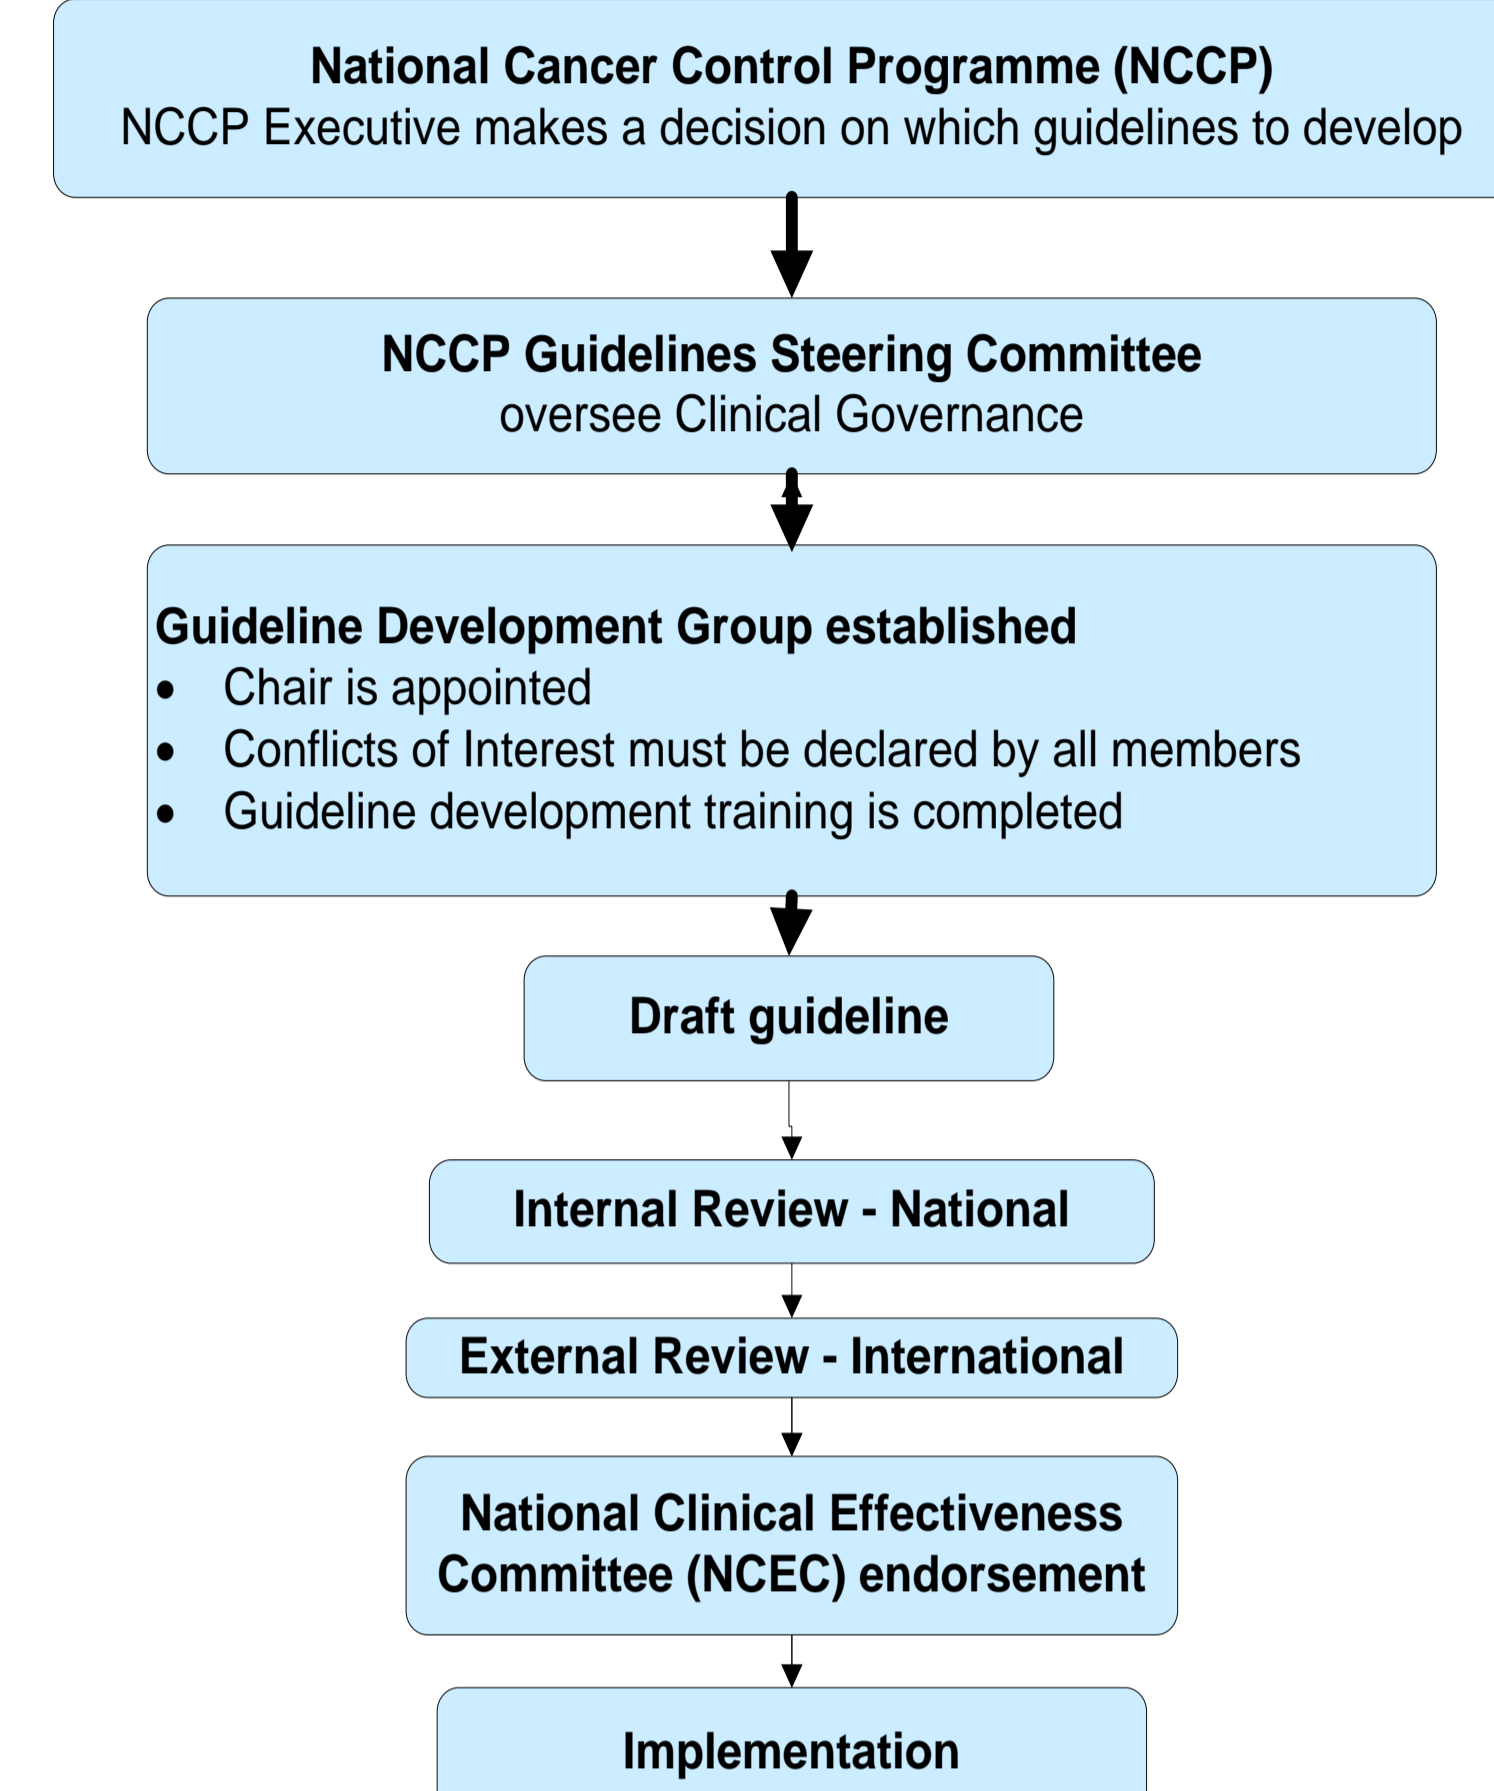 National Cancer Control Programme (NCCP)
NCCP Executive makes a decision on which guidelines to develop
NCCP Guidelines Steering Committee
oversee Clinical Governance
Guideline Development Group established
• Chair is appointed
• Conflicts of Interest must be declared by all members
• Guideline development training is completed
Draft guideline
Internal Review - National
External Review - International
National Clinical Effectiveness
Committee (NCEC) endorsement
Implementation